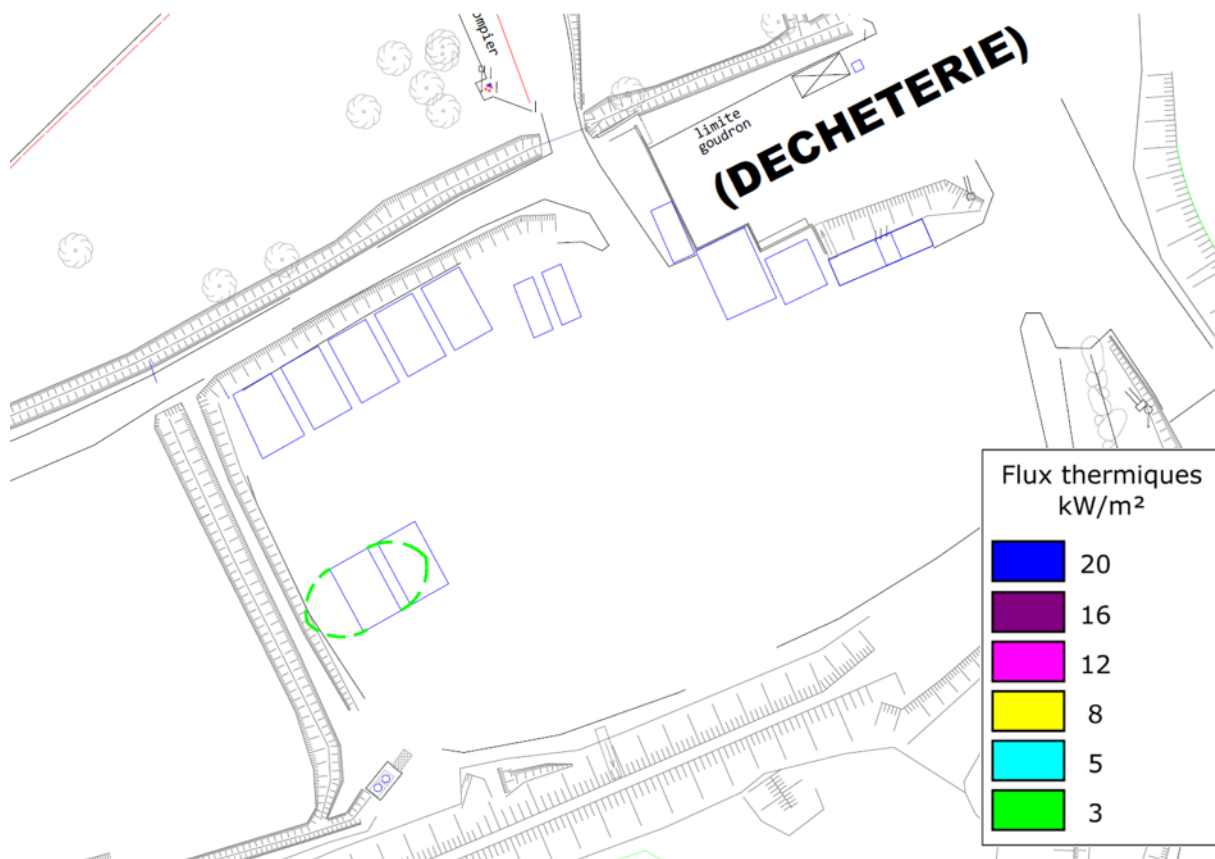 ompier
limite
goudron
(DECHETERIE)
Flux thermiques
kW/m²
20
16
12
8
5
3